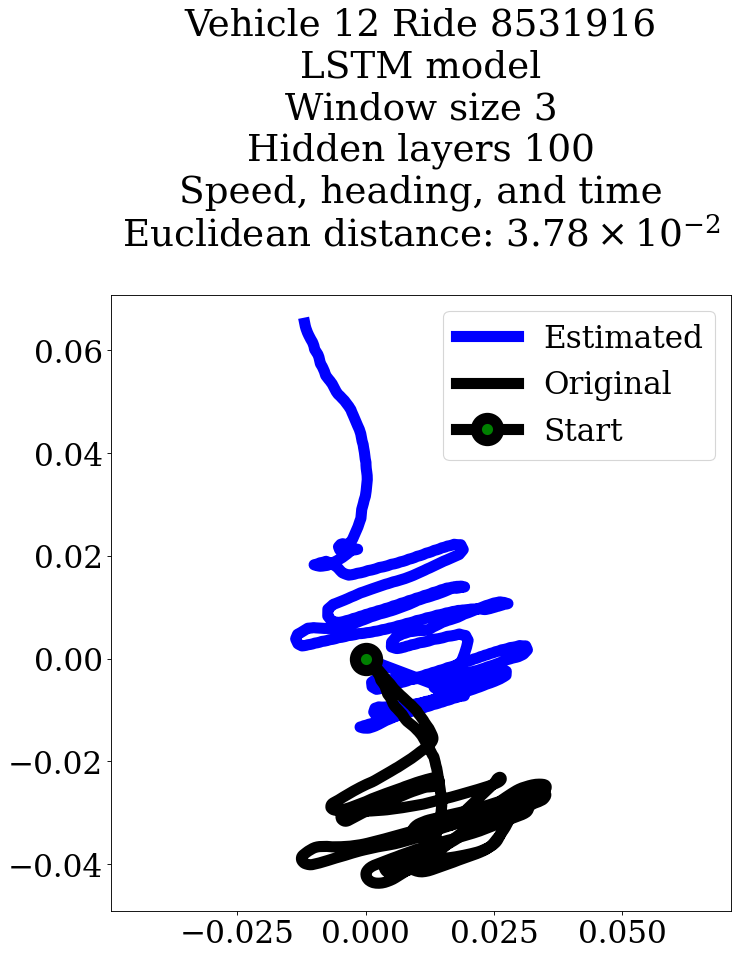 Vehicle 12 Ride 8531916
LSTM model
Window size 3
Hidden layers 100
Speed, heading, and time
Euclidean distance: 3.78 × 10⁻²
Estimated
Original
Start
0.06
0.04
0.02
0.00
−0.02
−0.04
−0.025 0.000 0.025 0.050